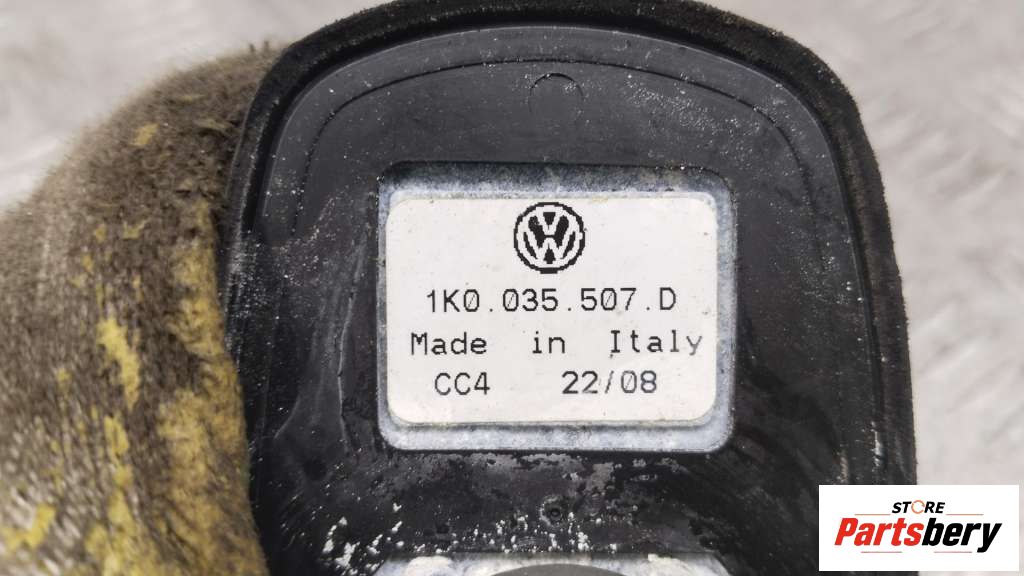 1K0.035.507.D
Made in Italy
CC4 22/08
STORE
Partsbery